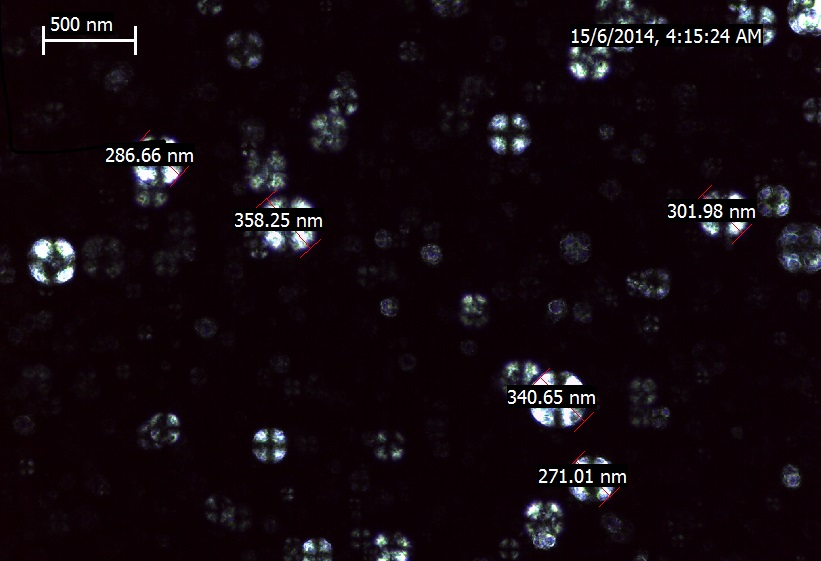 500 nm
15/6/2014, 4:15:24 AM
286.66 nm
358.25 nm
301.98 nm
340.65 nm
271.01 nm